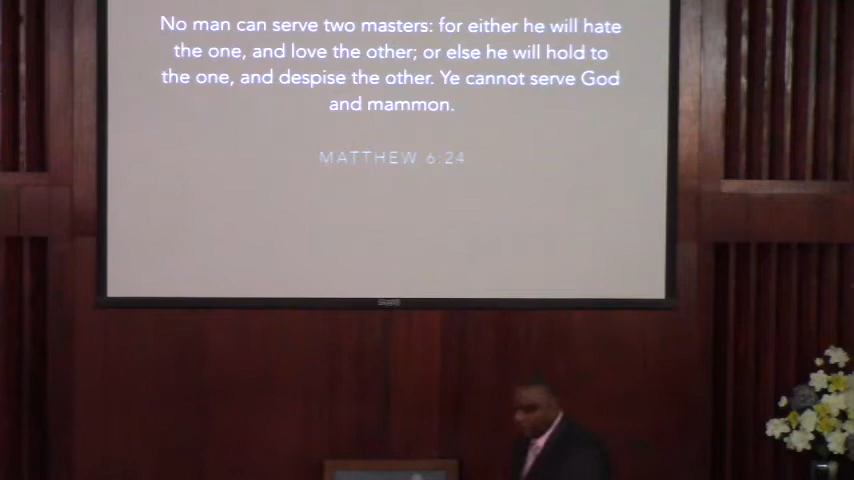 No man can serve two masters: for either he will hate
the one, and love the other; or else he will hold to
the one, and despise the other. Ye cannot serve God
and mammon.
MATTHEW 6:24